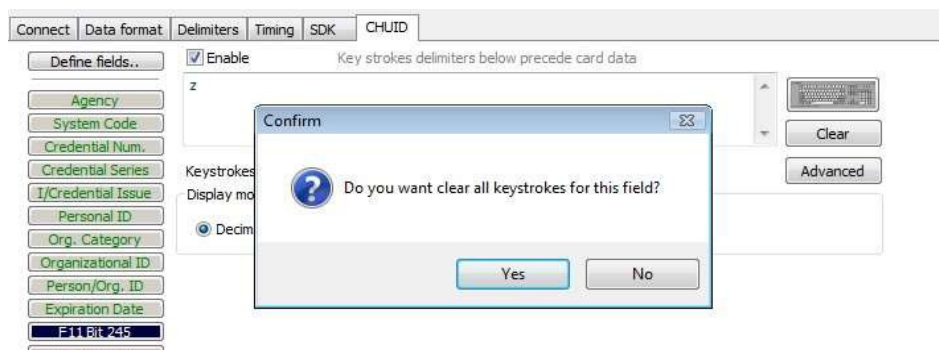 Connect Data format Delimiters Timing SDK CHUID
Define fields..
Enable
Key strokes delimiters below precede card data
Agency
System Code
Credential Num.
Credential Series
I/Credential Issue
Personal ID
Org. Category
Organizational ID
Person/Org. ID
Expiration Date
F11 Bit 245
z
Clear
Advanced
Keystrokes
Display mo
Decim
Confirm
Do you want clear all keystrokes for this field?
Yes No